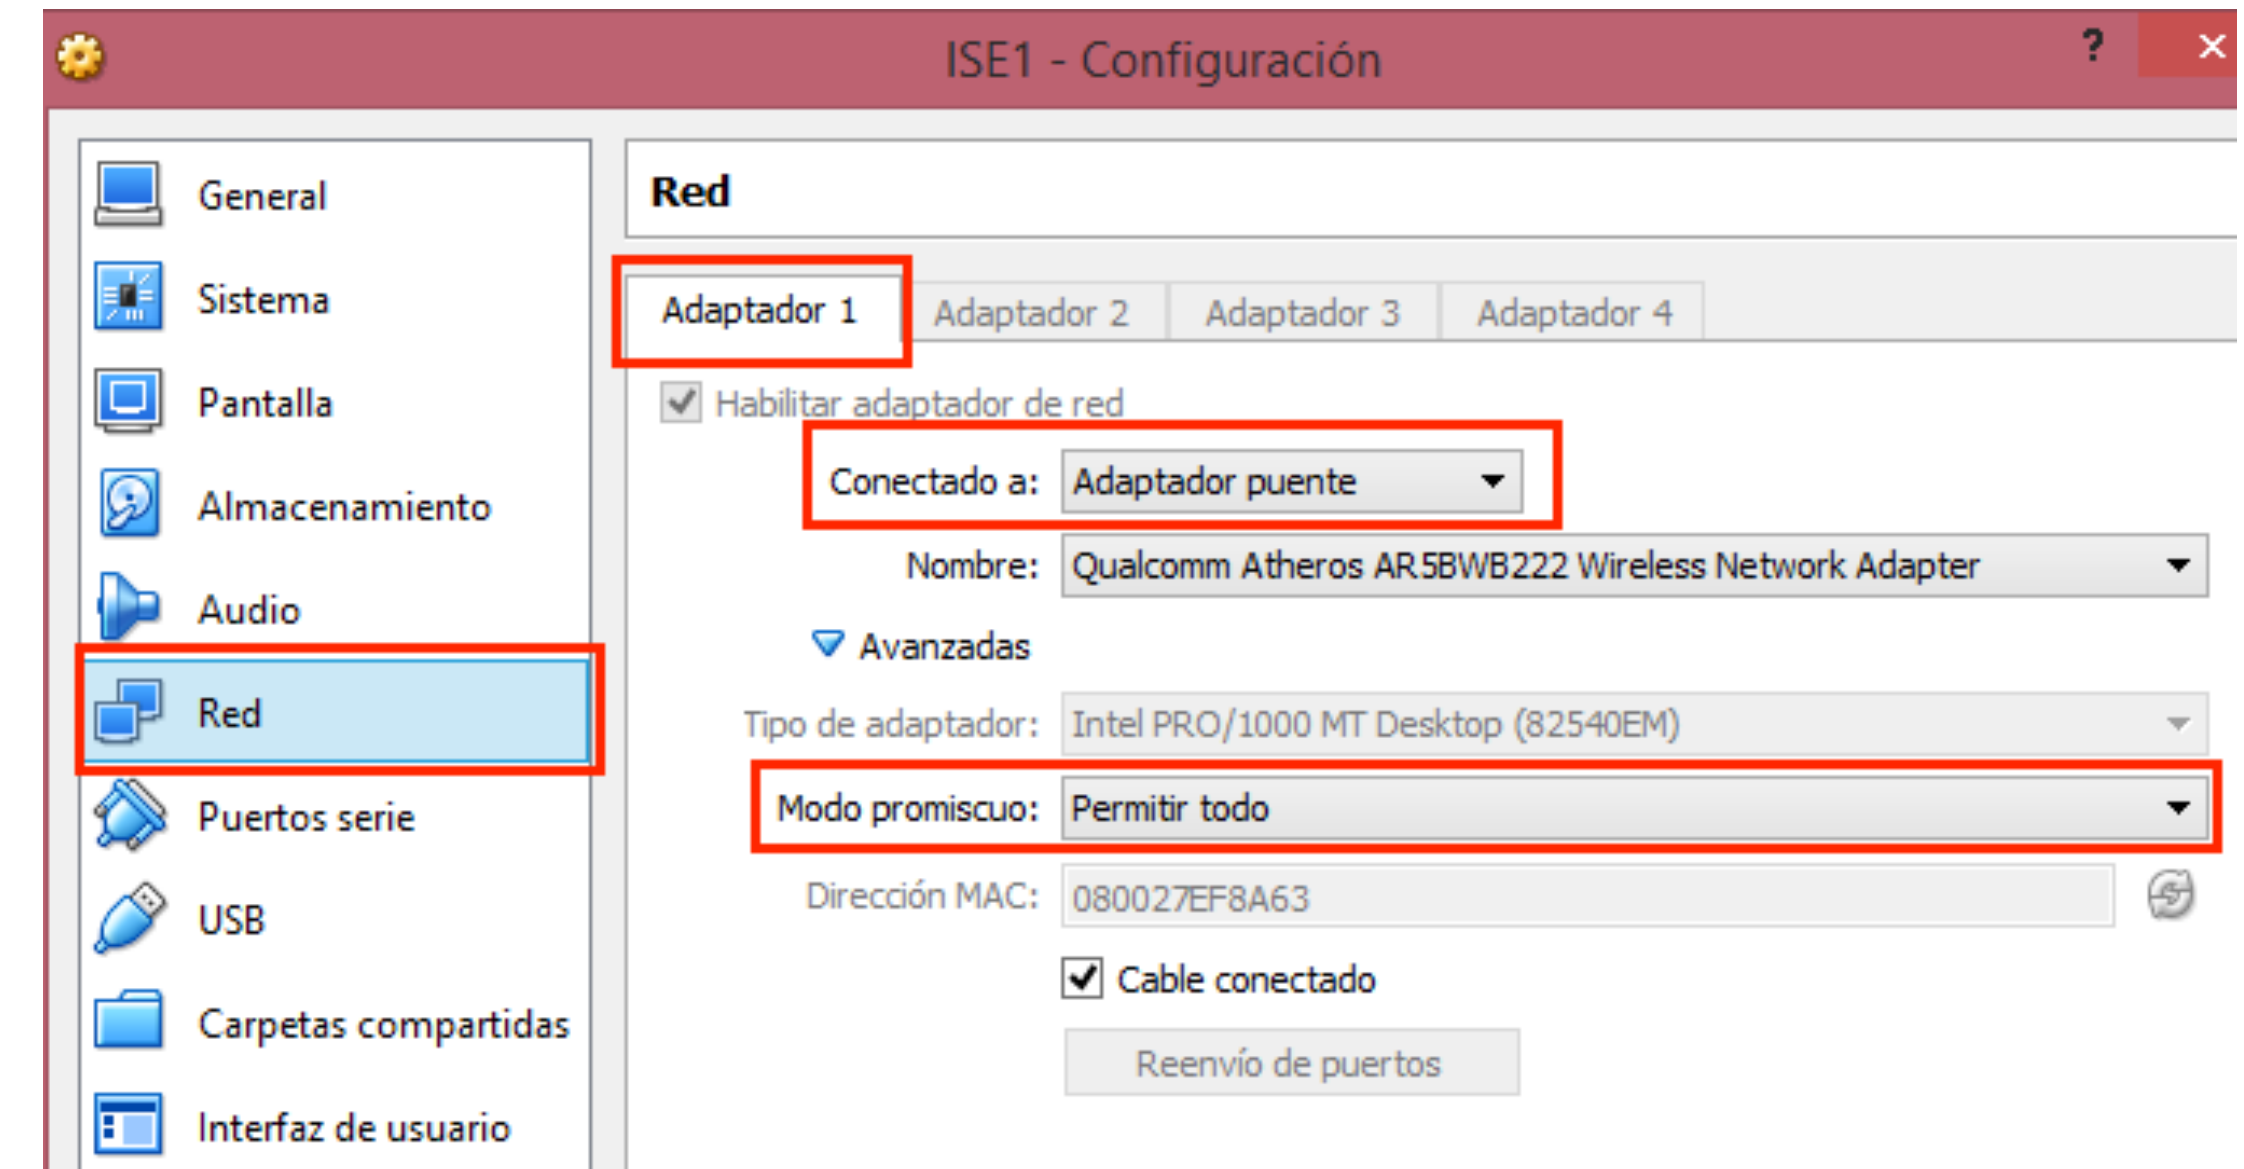 ISE1 - Configuración
?
General
Sistema
Pantalla
Almacenamiento
Audio
Red
Puertos serie
USB
Carpetas compartidas
Interfaz de usuario
Red
Adaptador 1
Adaptador 2
Adaptador 3
Adaptador 4
Habilitar adaptador de red
Conectado a: Adaptador puente
Nombre: Qualcomm Atheros AR5BWB222 Wireless Network Adapter
Avanzadas
Tipo de adaptador: Intel PRO/1000 MT Desktop (82540EM)
Modo promiscuo: Permitir todo
Dirección MAC: 080027EF8A63
Cable conectado
Reenvío de puertos